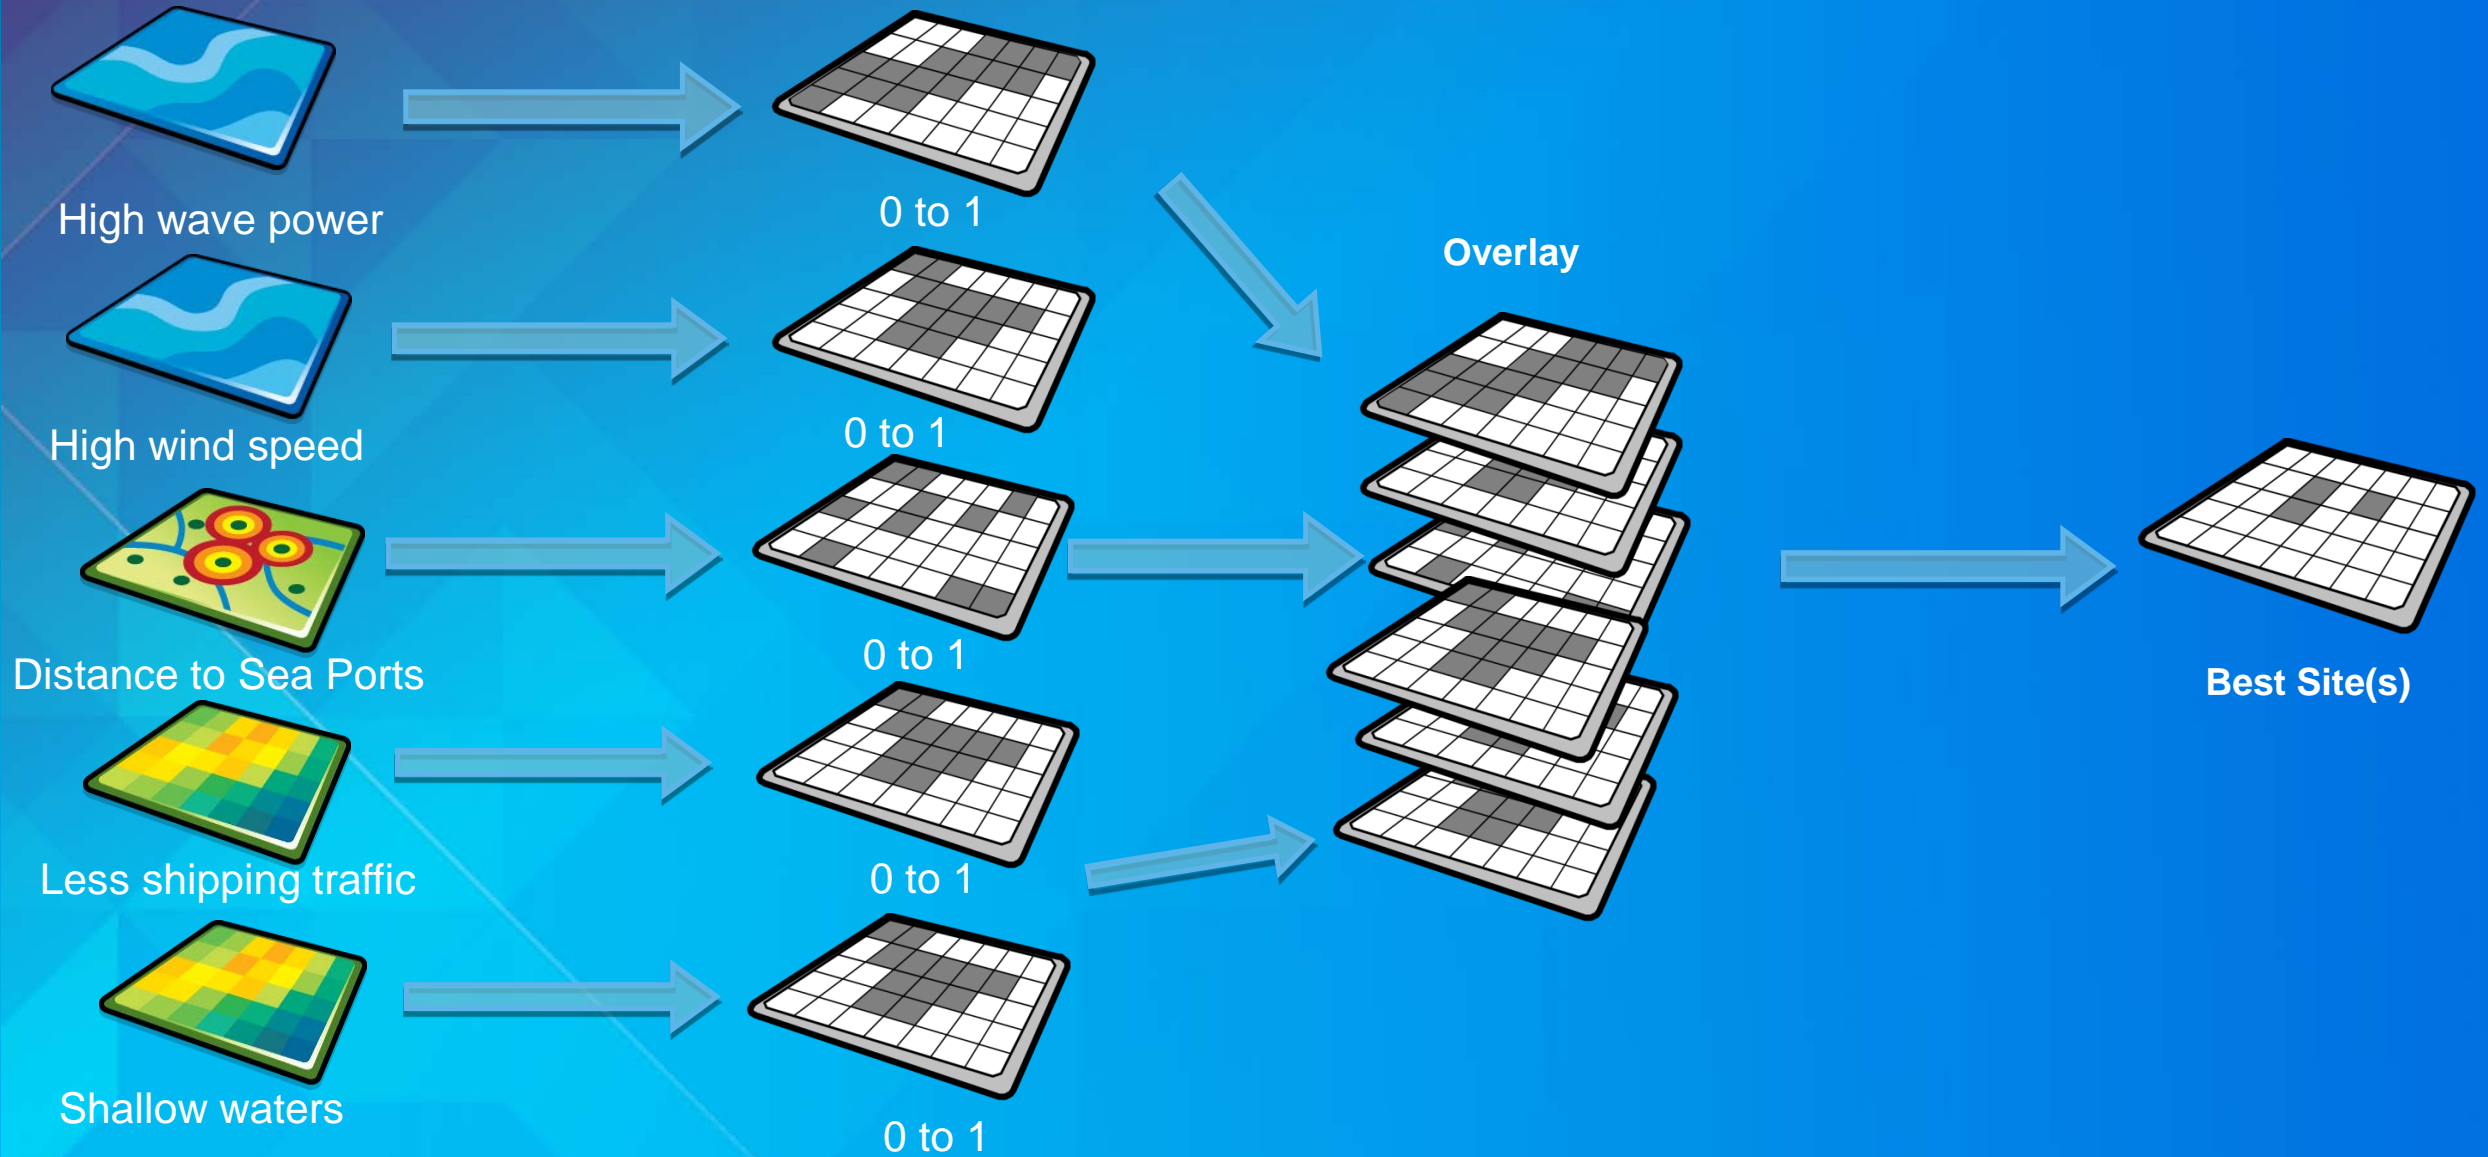 High wave power
0 to 1
Overlay
High wind speed
0 to 1
Distance to Sea Ports
0 to 1
Best Site(s)
Less shipping traffic
0 to 1
Shallow waters
0 to 1